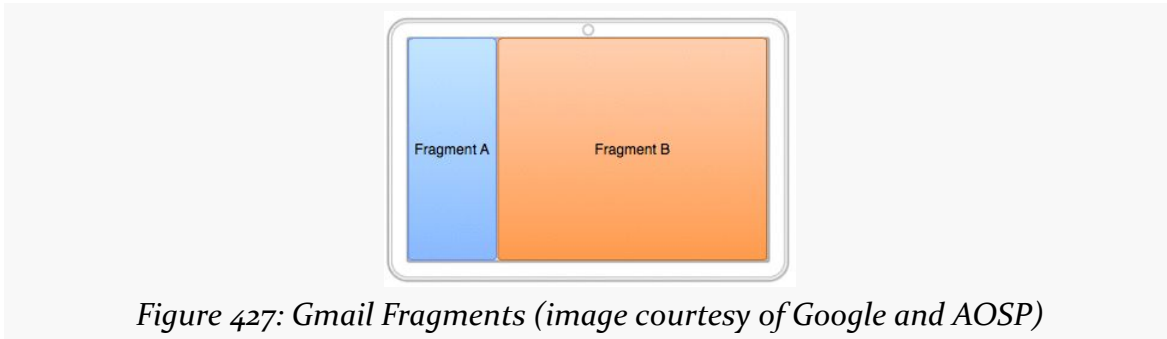 Fragment A
Fragment B
Figure 427: Gmail Fragments (image courtesy of Google and AOSP)